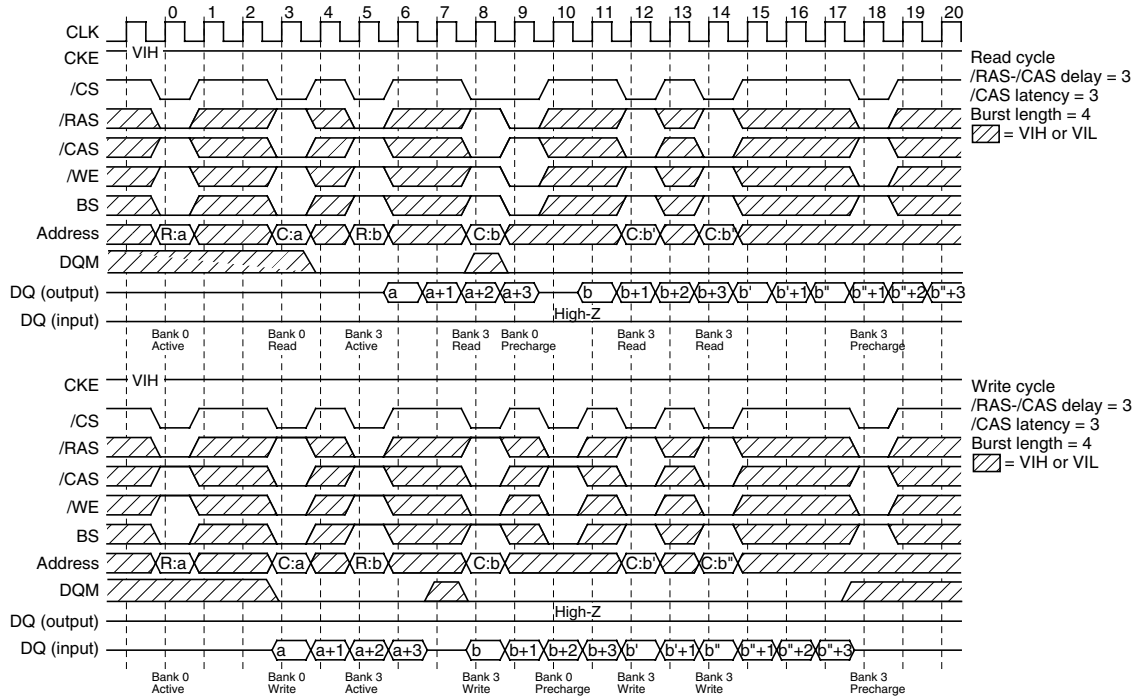 0 1 2 3 4 5 6 7 8 9 10 11 12 13 14 15 16 17 18 19 20
CLK
CKE VIH
/CS
/RAS
/CAS
/WE
BS
Address R:a C:a R:b C:b C:b' C:b"
DQM
DQ (output) a a+1 a+2 a+3 b b+1 b+2 b+3 b' b'+1 b" b"+1 b"+2 b"+3
High-Z
DQ (input)
Bank 0 Bank 0 Bank 3 Bank 3 Bank 0 Bank 3 Bank 3 Bank 3
Active Read Active Read Precharge Read Read Precharge
Read cycle
/RAS-/CAS delay = 3
/CAS latency = 3
Burst length = 4
= VIH or VIL
CKE VIH
/CS
/RAS
/CAS
/WE
BS
Address R:a C:a R:b C:b C:b' C:b"
DQM
High-Z
DQ (output)
DQ (input) a a+1 a+2 a+3 b b+1 b+2 b+3 b' b'+1 b" b"+1 b"+2 b"+3
Bank 0 Bank 0 Bank 3 Bank 3 Bank 0 Bank 3 Bank 3 Bank 3
Active Write Active Write Precharge Write Write Precharge
Write cycle
/RAS-/CAS delay = 3
/CAS latency = 3
Burst length = 4
= VIH or VIL